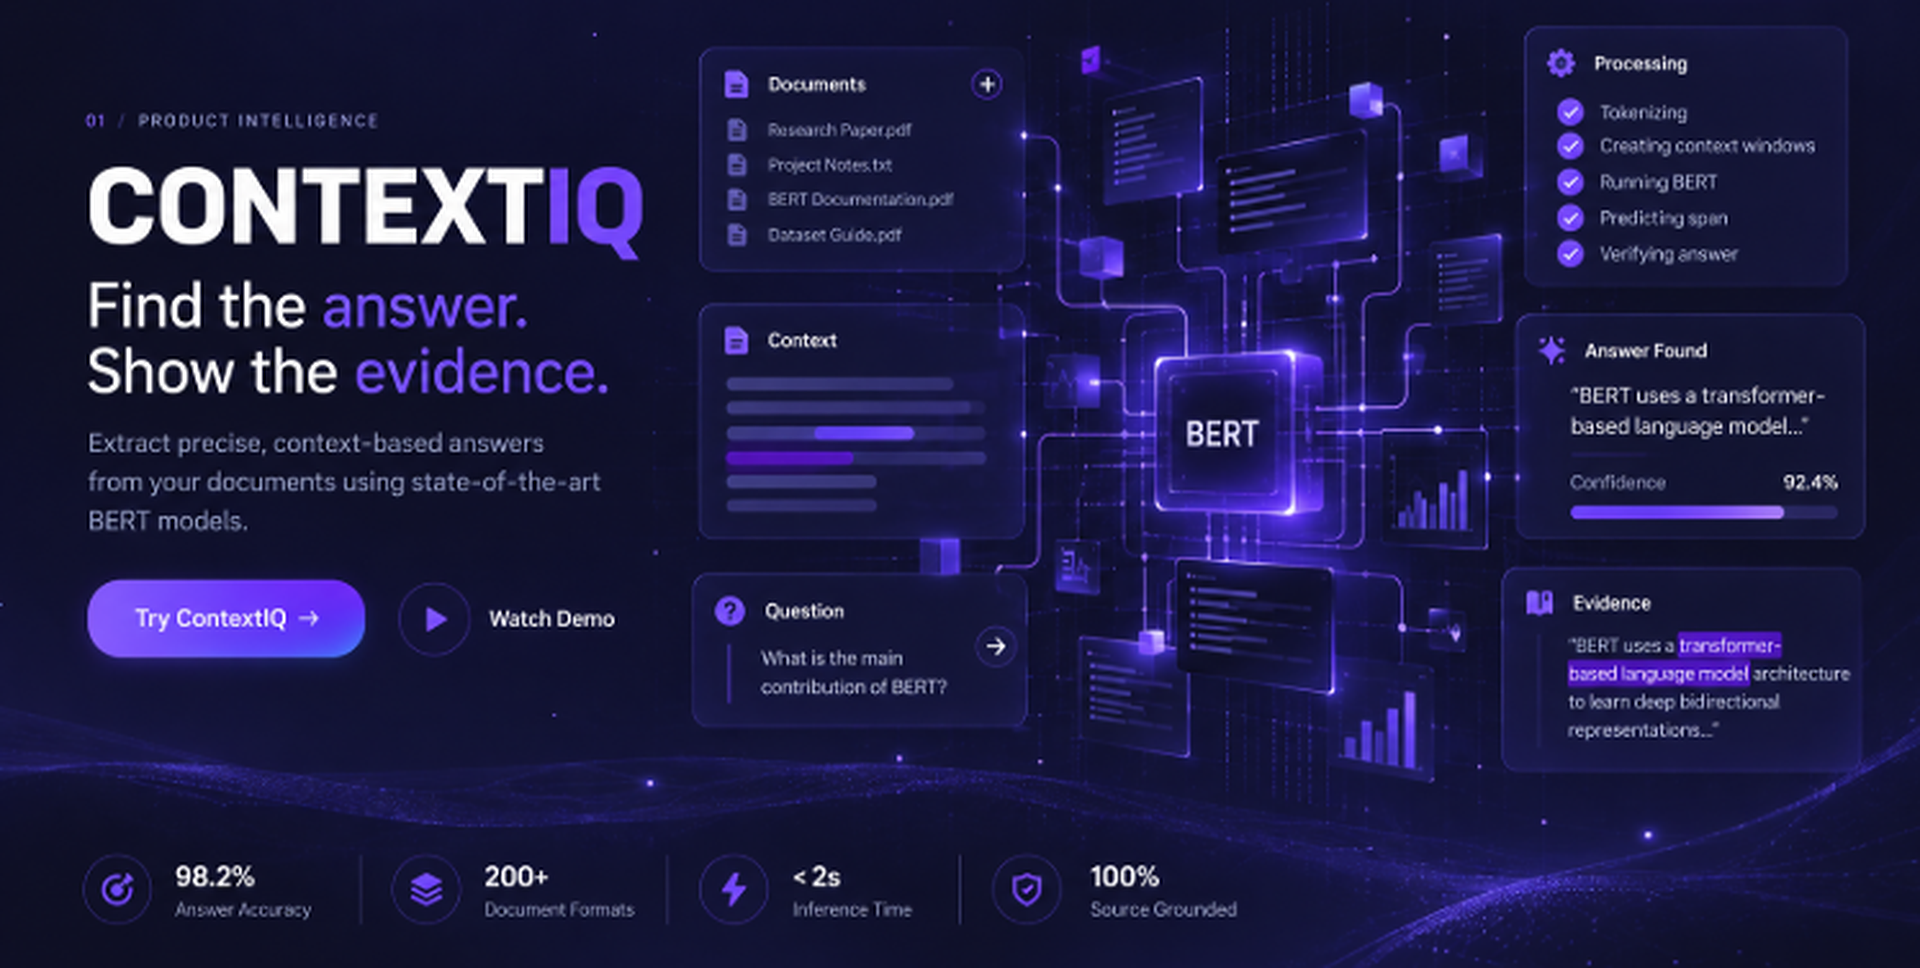 01 / PRODUCT INTELLIGENCE
CONTEXTIQ
Find the answer.
Show the evidence.
Extract precise, context-based answers
from your documents using state-of-the-art
BERT models.
Try ContextIQ →
Watch Demo
Documents
Research Paper.pdf
Project Notes.txt
BERT Documentation.pdf
Dataset Guide.pdf
Context
Question
What is the main
contribution of BERT?
BERT
Processing
Tokenizing
Creating context windows
Running BERT
Predicting span
Verifying answer
Answer Found
"BERT uses a transformer-
based language model..."
Confidence 92.4%
Evidence
"BERT uses a transformer-
based language model architecture
to learn deep bidirectional
representations..."
98.2%
Answer Accuracy
200+
Document Formats
< 2s
Inference Time
100%
Source Grounded